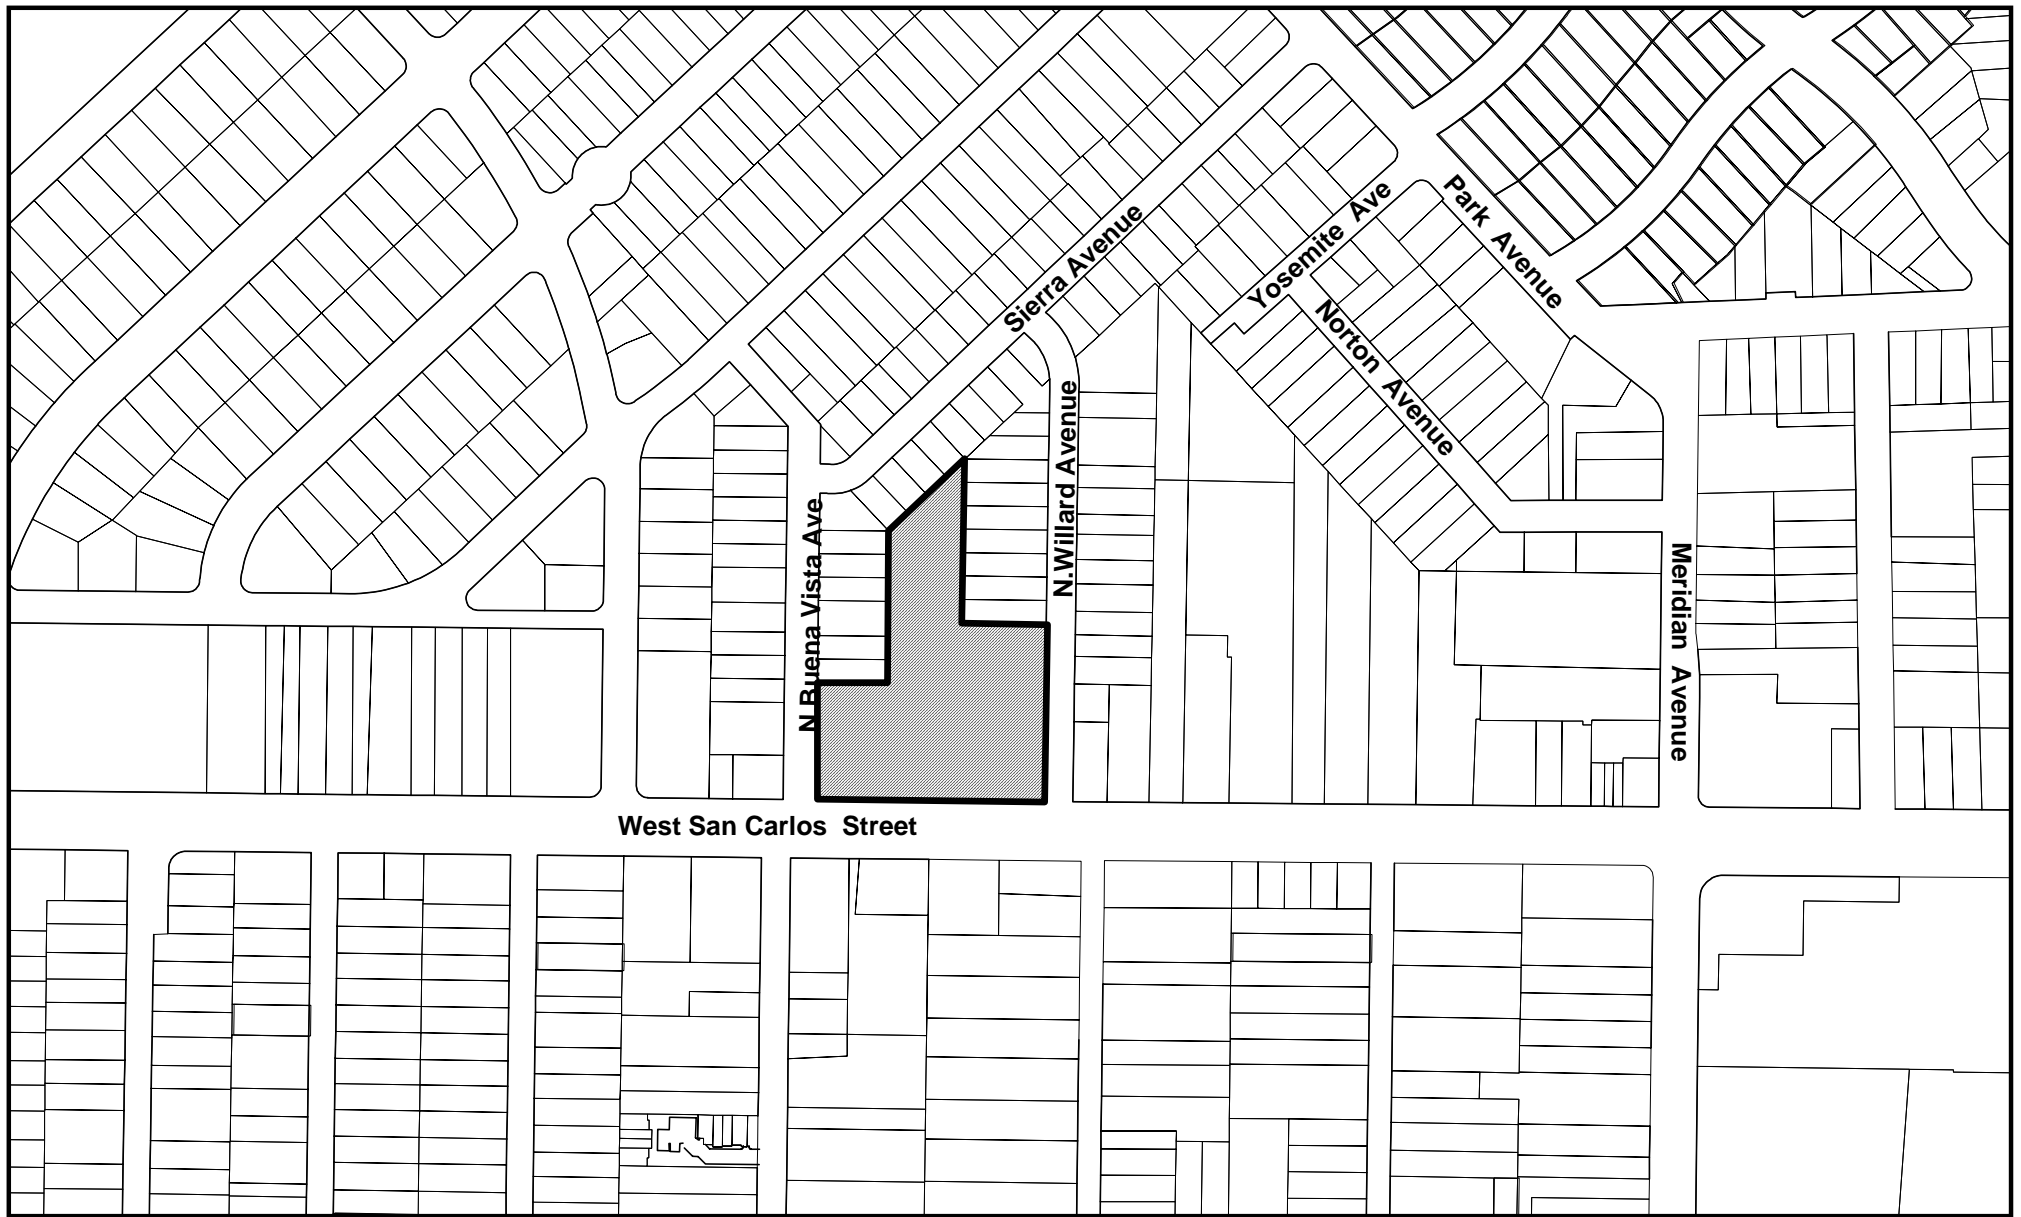 Park Avenue
Yosemite Ave
Sierra Avenue
Norton Avenue
N.Willard Avenue
N Buena Vista Ave
Meridian Avenue
West San Carlos Street